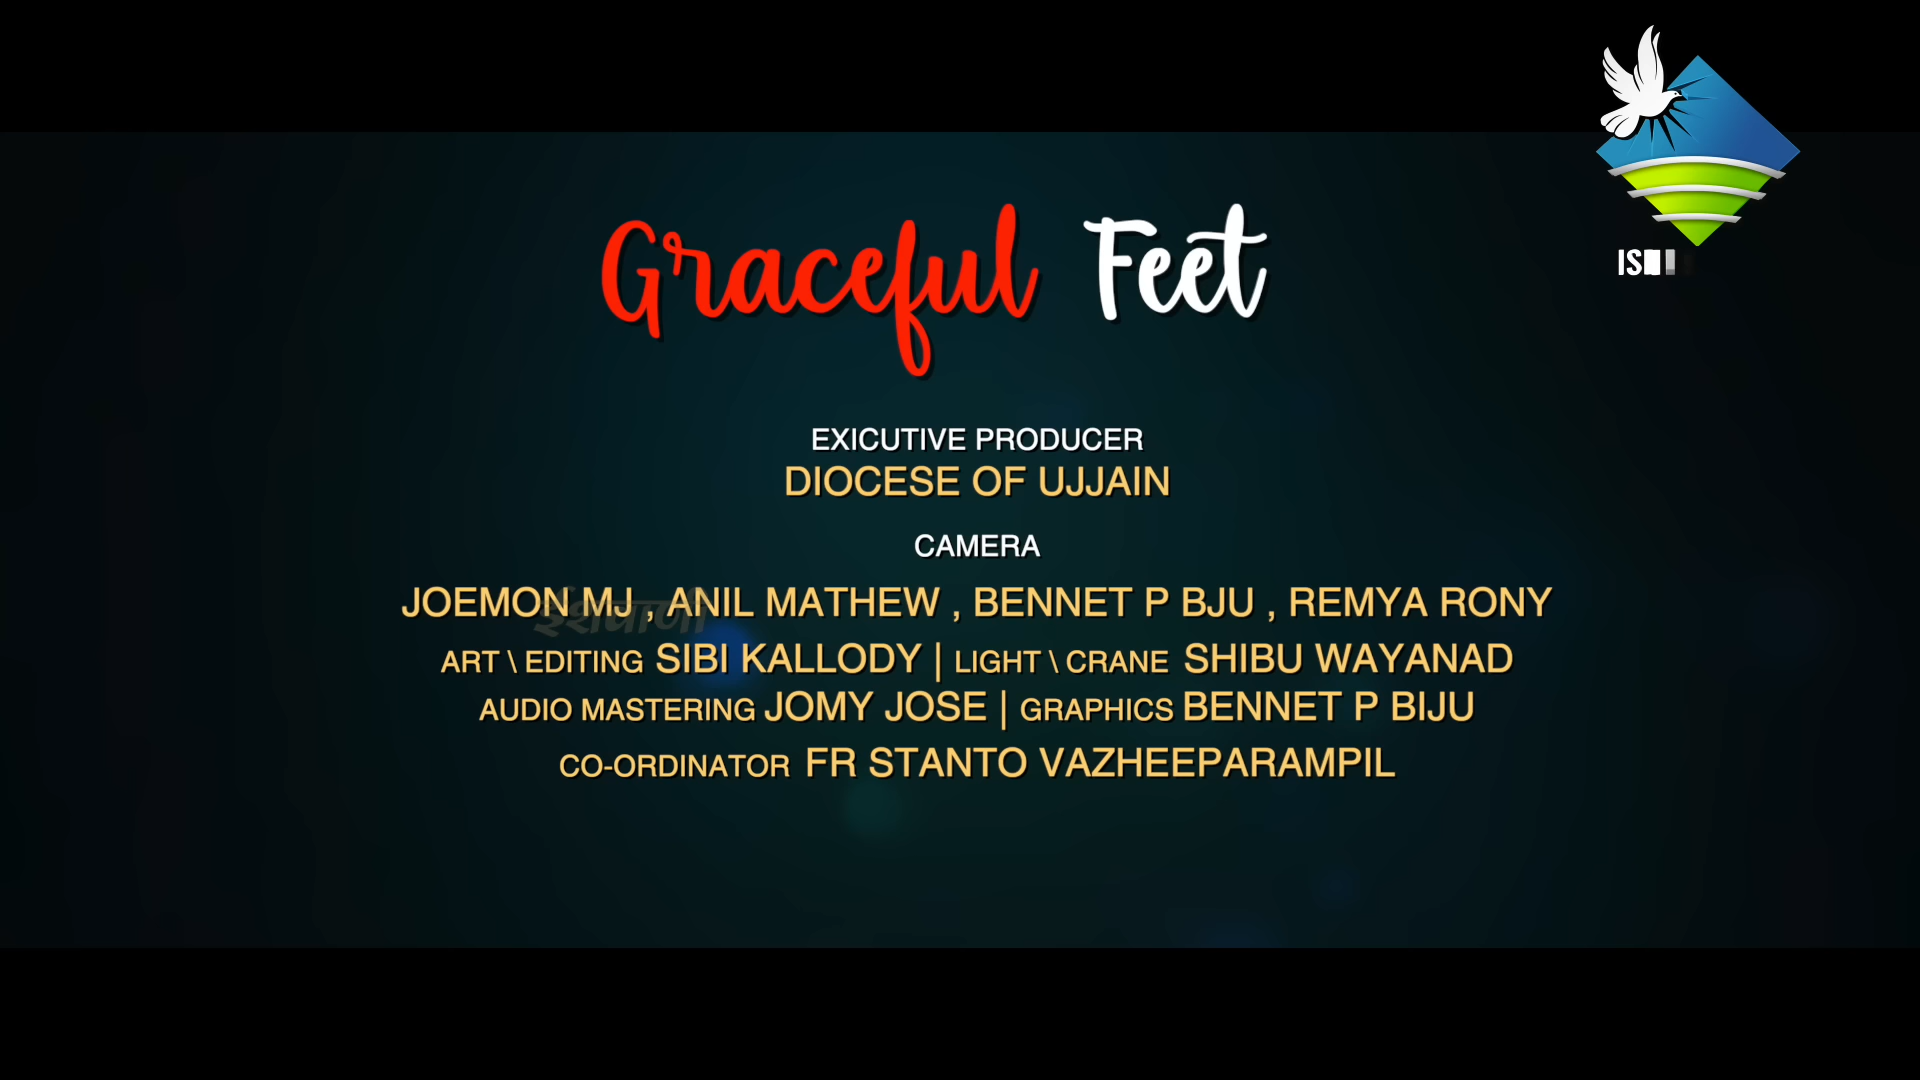 Graceful Feet
EXICUTIVE PRODUCER
DIOCESE OF UJJAIN
CAMERA
JOEMON MJ , ANIL MATHEW , BENNET P BJU , REMYA RONY
ईशवाणी
ART \ EDITING SIBI KALLODY | LIGHT \ CRANE SHIBU WAYANAD
AUDIO MASTERING JOMY JOSE | GRAPHICS BENNET P BIJU
CO-ORDINATOR FR STANTO VAZHEEPARAMPIL